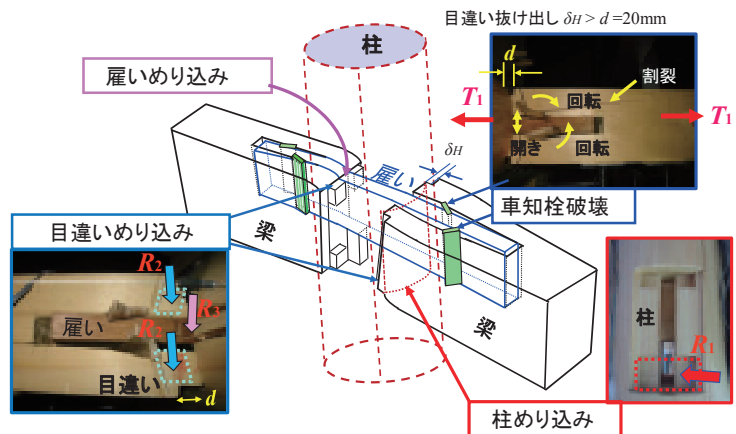 目違い抜け出し δH > d =20mm
柱
雇いめり込み
d
割裂
回転
T1
T1
開き
回転
δH
雇い
車知栓破壊
目違いめり込み
梁
R2
R3
雇い
R2
目違い
d
梁
柱
R1
柱めり込み